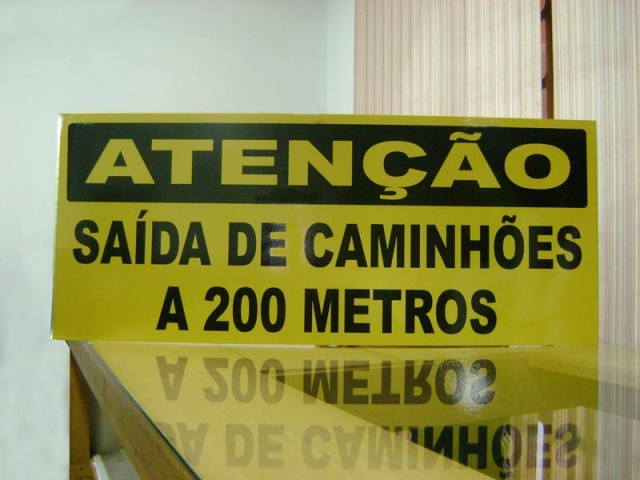 ATENÇÃO
SAÍDA DE CAMINHÕES
A 200 METROS